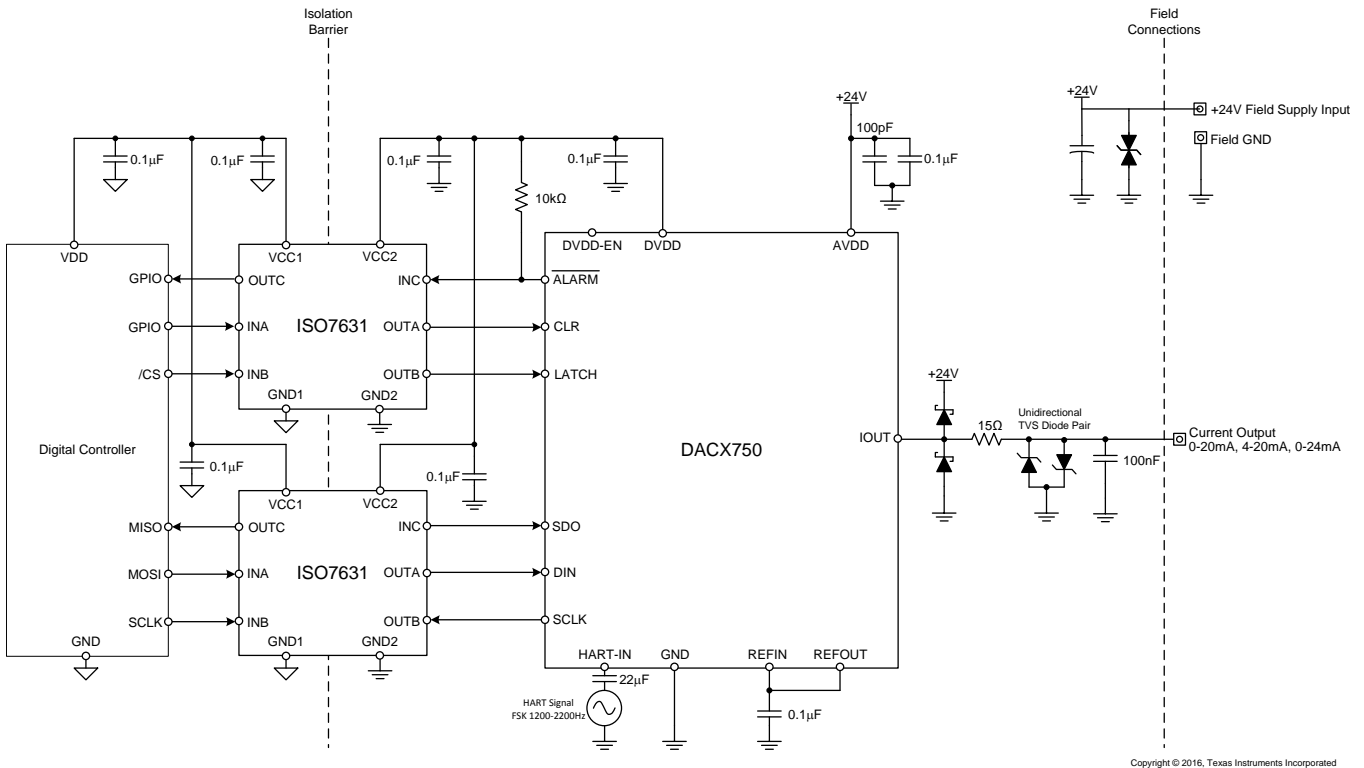 Isolation
Barrier
Field
Connections
+24V
+24V
+24V Field Supply Input
Field GND
100pF
0.1µF
0.1µF
0.1µF
0.1µF
0.1µF
10kΩ
VDD
VCC1
VCC2
DVDD-EN
DVDD
AVDD
GPIO
OUTC
INC
ALARM
GPIO
INA
ISO7631
OUTA
CLR
/CS
INB
OUTB
LATCH
GND1
GND2
+24V
Unidirectional
TVS Diode Pair
15Ω
Digital Controller
DACX750
IOUT
Current Output
0-20mA, 4-20mA, 0-24mA
100nF
0.1µF
0.1µF
VCC1
VCC2
MISO
OUTC
INC
SDO
MOSI
INA
ISO7631
OUTA
DIN
SCLK
INB
OUTB
SCLK
GND
GND1
GND2
HART-IN
GND
REFIN
REFOUT
22µF
HART Signal
FSK 1200-2200Hz
0.1µF
Copyright © 2016, Texas Instruments Incorporated